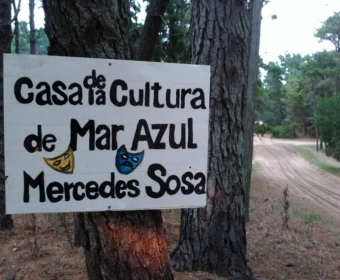 Casa de la Cultura
de Mar Azul
Mercedes Sosa